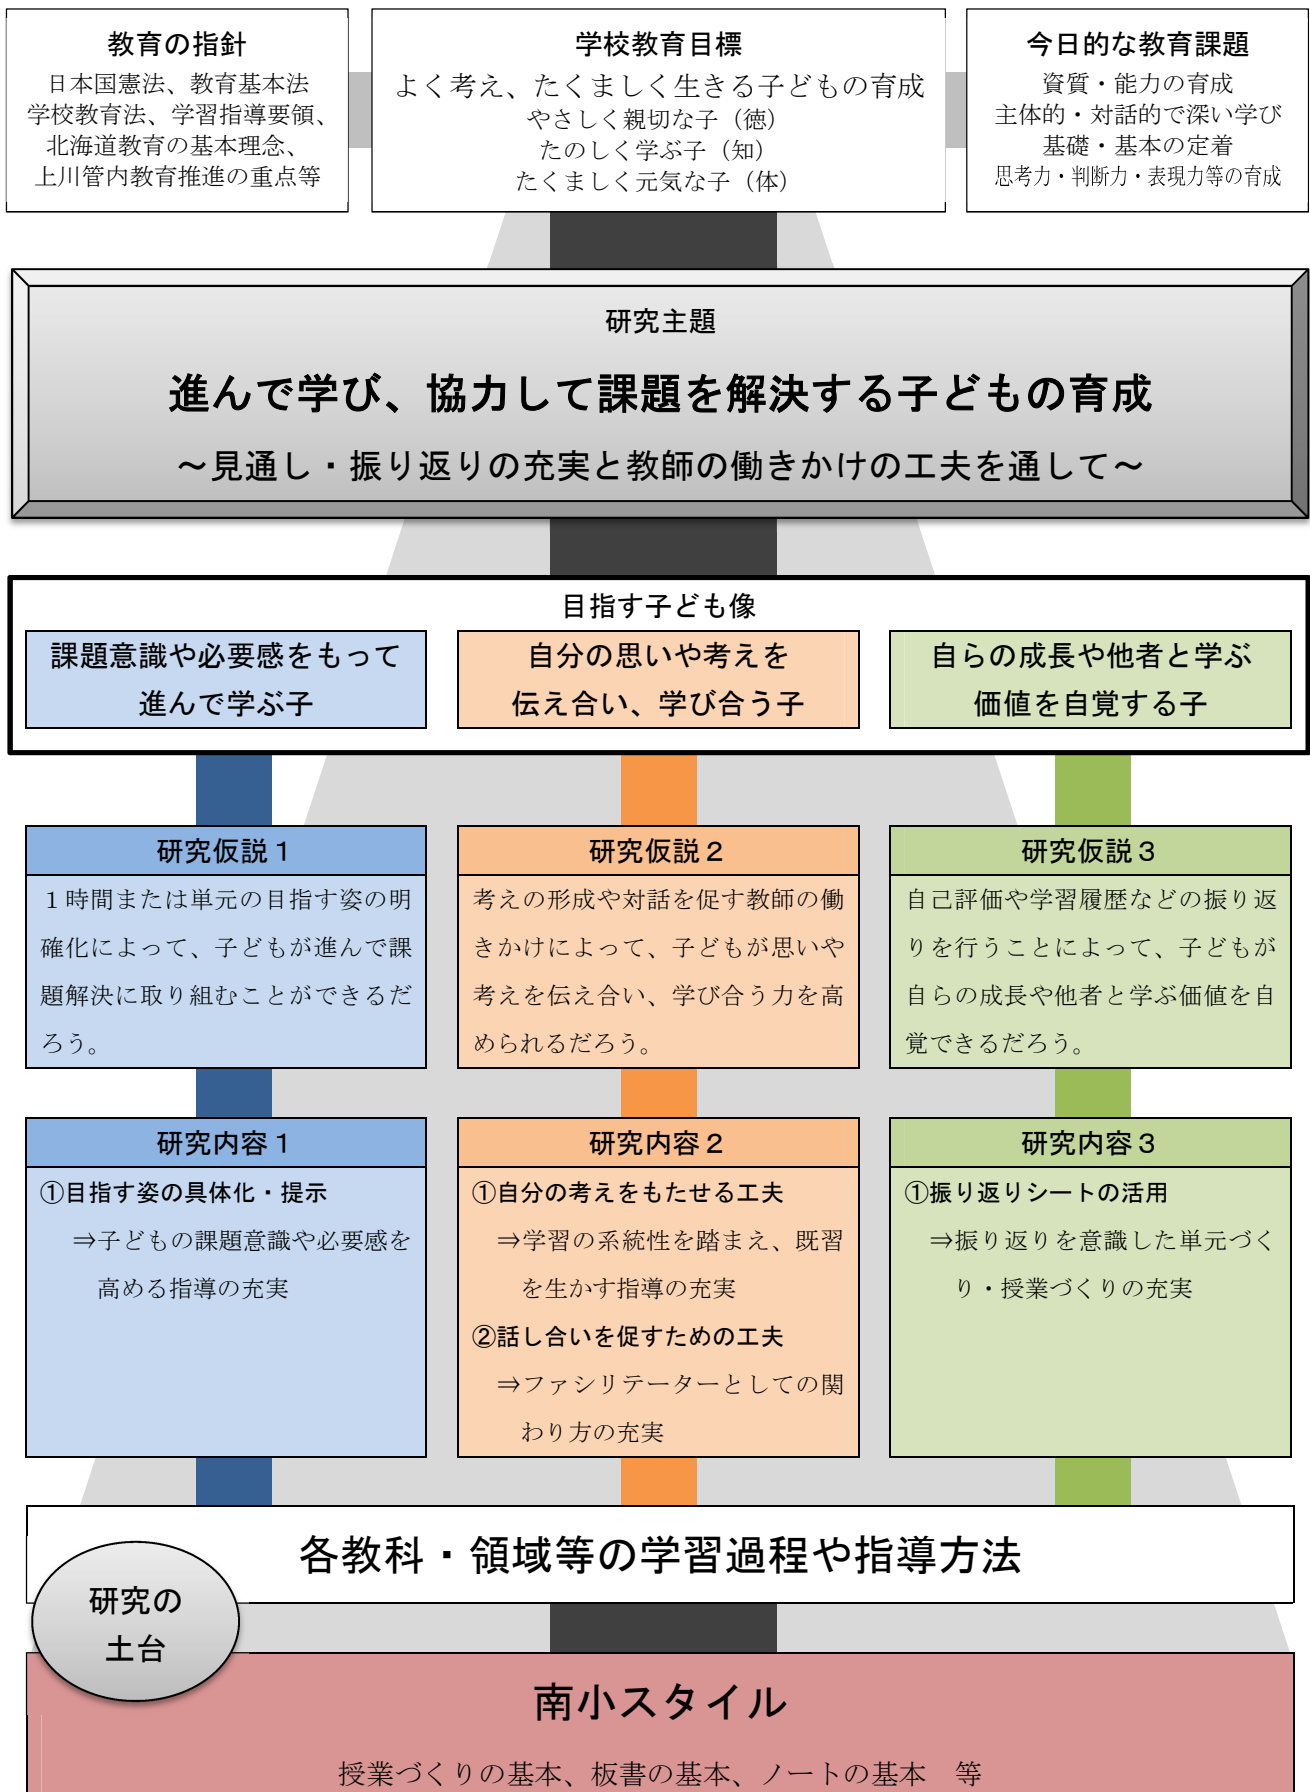 教育の指針
日本国憲法、教育基本法
学校教育法、学習指導要領、
北海道教育の基本理念、
上川管内教育推進の重点等
学校教育目標
よく考え、たくましく生きる子どもの育成
やさしく親切な子（徳）
たのしく学ぶ子（知）
たくましく元気な子（体）
今日的な教育課題
資質・能力の育成
主体的・対話的で深い学び
基礎・基本の定着
思考力・判断力・表現力等の育成
研究主題
進んで学び、協力して課題を解決する子どもの育成
～見通し・振り返りの充実と教師の働きかけの工夫を通して～
目指す子ども像
課題意識や必要感をもって
進んで学ぶ子
自分の思いや考えを
伝え合い、学び合う子
自らの成長や他者と学ぶ
価値を自覚する子
研究仮説１
１時間または単元の目指す姿の明
確化によって、子どもが進んで課
題解決に取り組むことができるだ
ろう。
研究仮説２
考えの形成や対話を促す教師の働
きかけによって、子どもが思いや
考えを伝え合い、学び合う力を高
められるだろう。
研究仮説３
自己評価や学習履歴などの振り返
りを行うことによって、子どもが
自らの成長や他者と学ぶ価値を自
覚できるだろう。
研究内容１
①目指す姿の具体化・提示
⇒子どもの課題意識や必要感を
高める指導の充実
研究内容２
①自分の考えをもたせる工夫
⇒学習の系統性を踏まえ、既習
を生かす指導の充実
②話し合いを促すための工夫
⇒ファシリテーターとしての関
わり方の充実
研究内容３
①振り返りシートの活用
⇒振り返りを意識した単元づく
り・授業づくりの充実
各教科・領域等の学習過程や指導方法
研究の
土台
南小スタイル
授業づくりの基本、板書の基本、ノートの基本　等